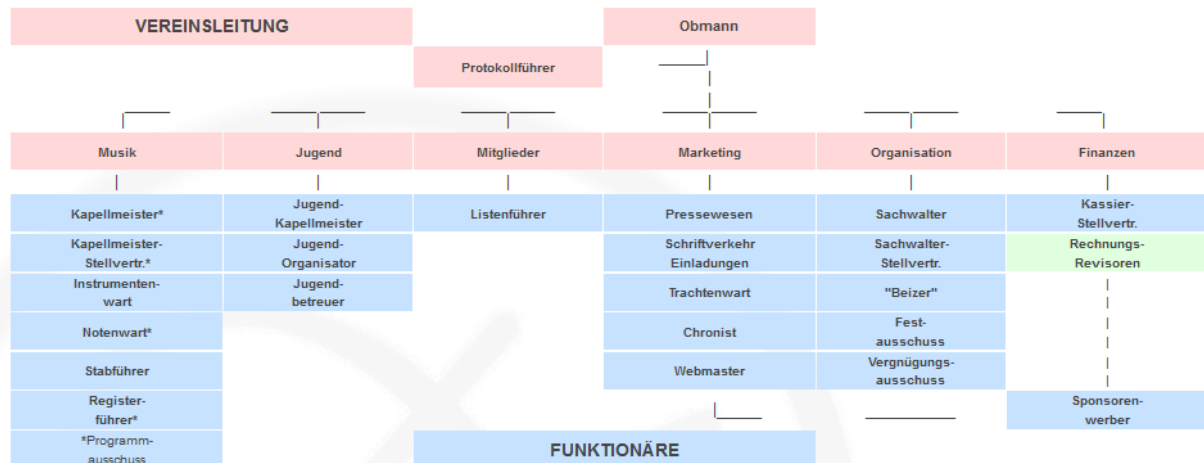 VEREINSLEITUNG
Obmann
Protokollführer
Musik
Jugend
Mitglieder
Marketing
Organisation
Finanzen
Kapellmeister*
Jugend-
Kapellmeister
Listenführer
Pressewesen
Sachwalter
Kassier-
Stellvertr.
Kapellmeister-
Stellvertr.*
Jugend-
Organisator
Schriftverkehr
Einladungen
Sachwalter-
Stellvertr.
Rechnungs-
Revisoren
Instrumenten-
wart
Jugend-
betreuer
Trachtenwart
"Beizer"
Notenwart*
Chronist
Fest-
ausschuss
Stabführer
Webmaster
Vergnügungs-
ausschuss
Register-
führer*
Sponsoren-
werber
*Programm-
ausschuss
FUNKTIONÄRE